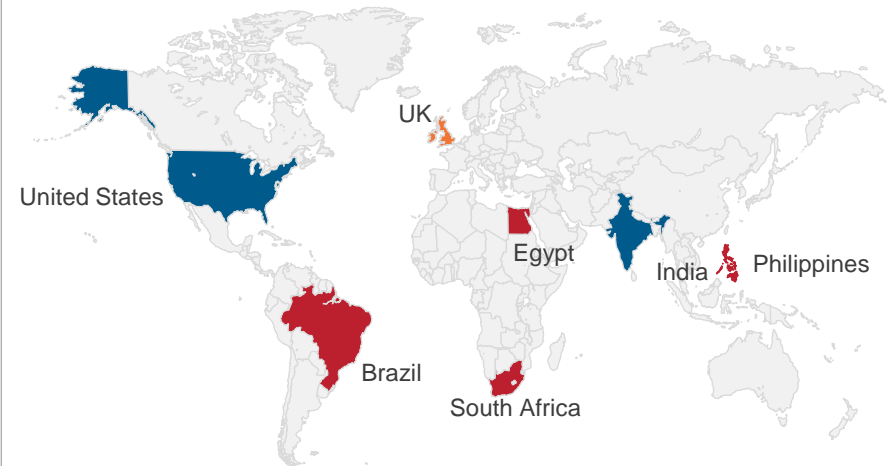 UK
United States
Egypt
India
Philippines
Brazil
South Africa